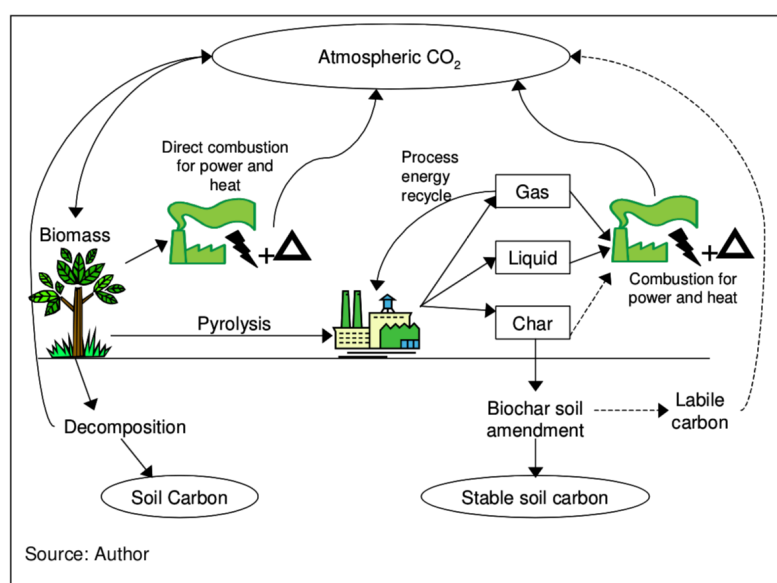 Atmospheric CO₂
Direct combustion
for power and
heat
Process
energy
recycle
Gas
Biomass
+
+
Liquid
Combustion for
power and heat
Pyrolysis
Char
Decomposition
Biochar soil
amendment
Labile
carbon
Soil Carbon
Stable soil carbon
Source: Author